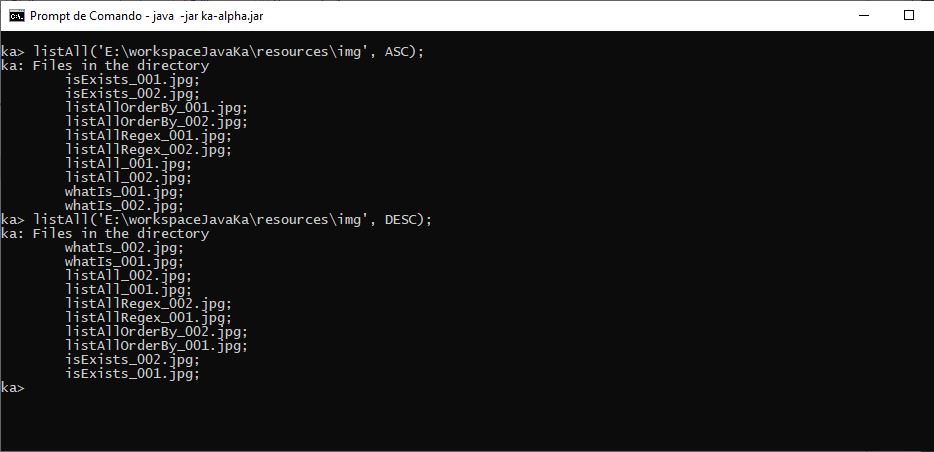 Prompt de Comando - java  -jar ka-alpha.jar
ka> listAll('E:\workspaceJavaKa\resources\img', ASC);
ka: Files in the directory
        isExists_001.jpg;
        isExists_002.jpg;
        listAllOrderBy_001.jpg;
        listAllOrderBy_002.jpg;
        listAllRegex_001.jpg;
        listAllRegex_002.jpg;
        listAll_001.jpg;
        listAll_002.jpg;
        whatIs_001.jpg;
        whatIs_002.jpg;
ka> listAll('E:\workspaceJavaKa\resources\img', DESC);
ka: Files in the directory
        whatIs_002.jpg;
        whatIs_001.jpg;
        listAll_002.jpg;
        listAll_001.jpg;
        listAllRegex_002.jpg;
        listAllRegex_001.jpg;
        listAllOrderBy_002.jpg;
        listAllOrderBy_001.jpg;
        isExists_002.jpg;
        isExists_001.jpg;
ka>